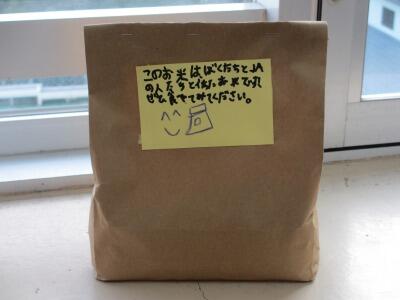 このお米はぼくたちとJA
の人たちと作ったお米です。
ぜひ食べてみてください。